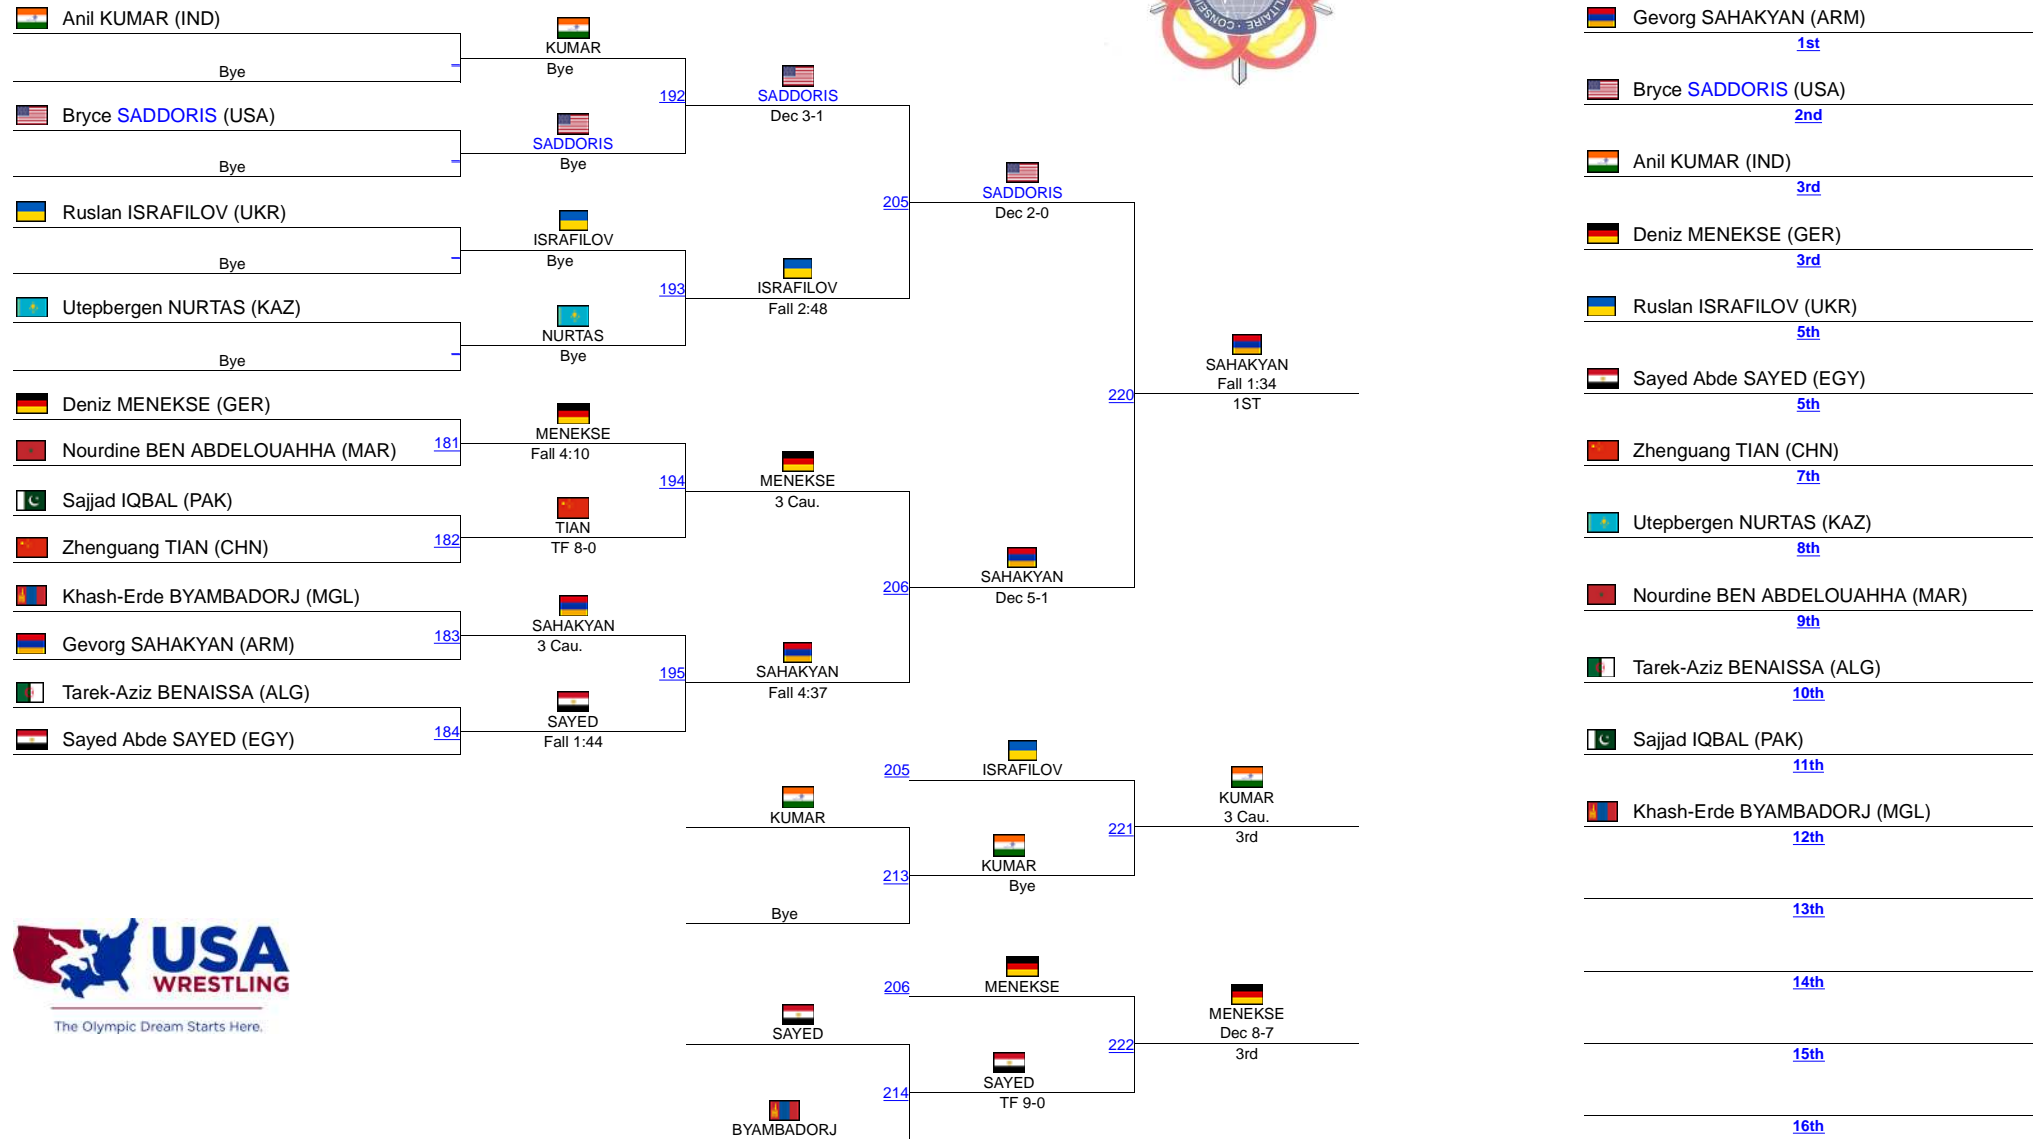 Anil KUMAR (IND)
Bye
Bryce SADDORIS (USA)
Bye
Ruslan ISRAFILOV (UKR)
Bye
Utepbergen NURTAS (KAZ)
Bye
Deniz MENEKSE (GER)
Nourdine BEN ABDELOUAHHA (MAR)
181
Sajjad IQBAL (PAK)
Zhenguang TIAN (CHN)
182
Khash-Erde BYAMBADORJ (MGL)
Gevorg SAHAKYAN (ARM)
183
Tarek-Aziz BENAISSA (ALG)
Sayed Abde SAYED (EGY)
184
KUMAR
Bye
192
SADDORIS
Bye
ISRAFILOV
Bye
193
NURTAS
Bye
MENEKSE
Fall 4:10
194
TIAN
TF 8-0
SAHAKYAN
3 Cau.
195
SAYED
Fall 1:44
SADDORIS
Dec 3-1
205
ISRAFILOV
Fall 2:48
MENEKSE
3 Cau.
206
SAHAKYAN
Fall 4:37
SADDORIS
Dec 2-0
220
SAHAKYAN
Dec 5-1
SAHAKYAN
Fall 1:34
1ST
205
ISRAFILOV
KUMAR
213
Bye
KUMAR
Bye
221
KUMAR
3 Cau.
3rd
206
MENEKSE
SAYED
214
BYAMBADORJ
SAYED
TF 9-0
222
MENEKSE
Dec 8-7
3rd
USA
WRESTLING
The Olympic Dream Starts Here.
CONSEIL
MILITAIRE
Gevorg SAHAKYAN (ARM)
1st
Bryce SADDORIS (USA)
2nd
Anil KUMAR (IND)
3rd
Deniz MENEKSE (GER)
3rd
Ruslan ISRAFILOV (UKR)
5th
Sayed Abde SAYED (EGY)
5th
Zhenguang TIAN (CHN)
7th
Utepbergen NURTAS (KAZ)
8th
Nourdine BEN ABDELOUAHHA (MAR)
9th
Tarek-Aziz BENAISSA (ALG)
10th
Sajjad IQBAL (PAK)
11th
Khash-Erde BYAMBADORJ (MGL)
12th
13th
14th
15th
16th